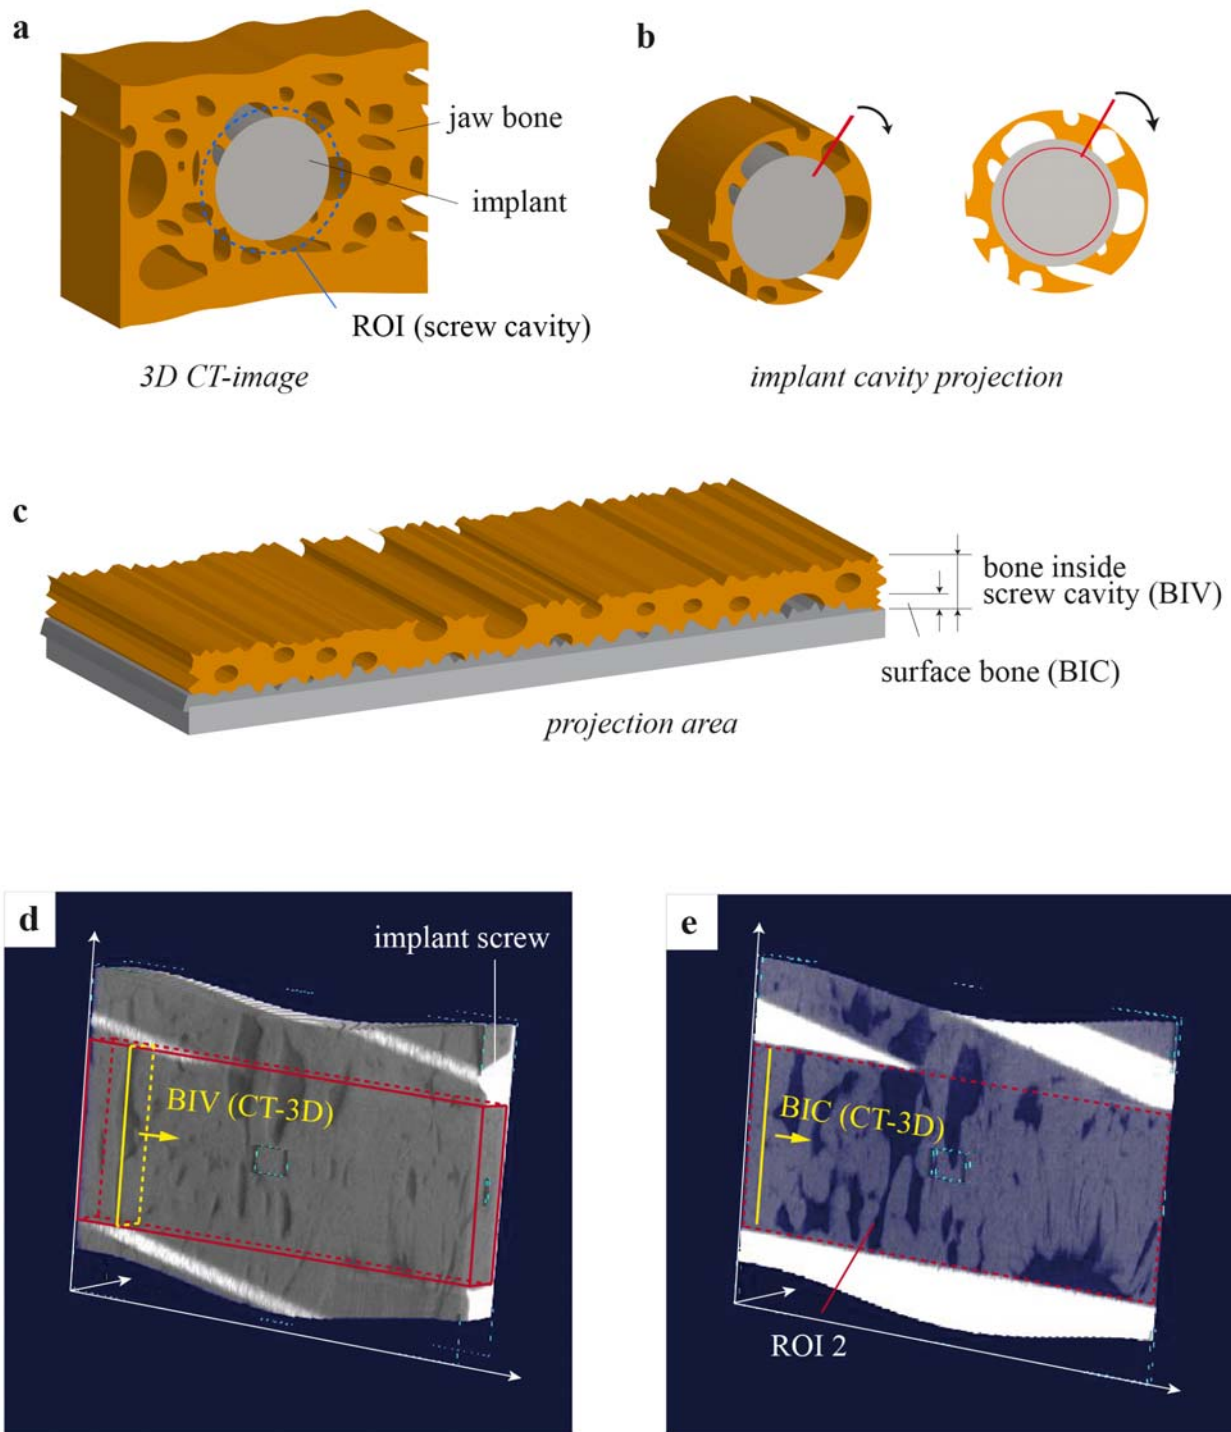 a
jaw bone
implant
ROI (screw cavity)
3D CT-image
b
implant cavity projection
c
bone inside
screw cavity (BIV)
surface bone (BIC)
projection area
d
implant screw
BIV (CT-3D)
e
BIC (CT-3D)
ROI 2